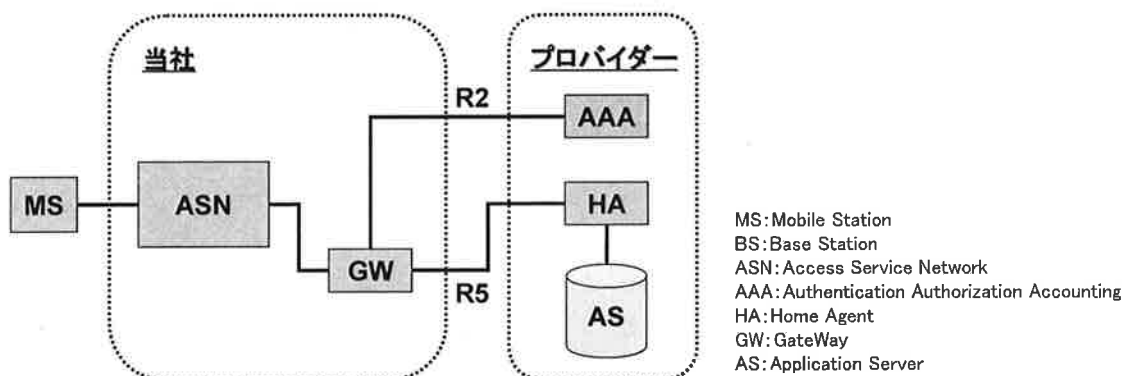 当社
プロバイダー
R2
AAA
MS
ASN
HA
GW
R5
AS
MS:Mobile Station
BS:Base Station
ASN:Access Service Network
AAA:Authentication Authorization Accounting
HA:Home Agent
GW:GateWay
AS:Application Server